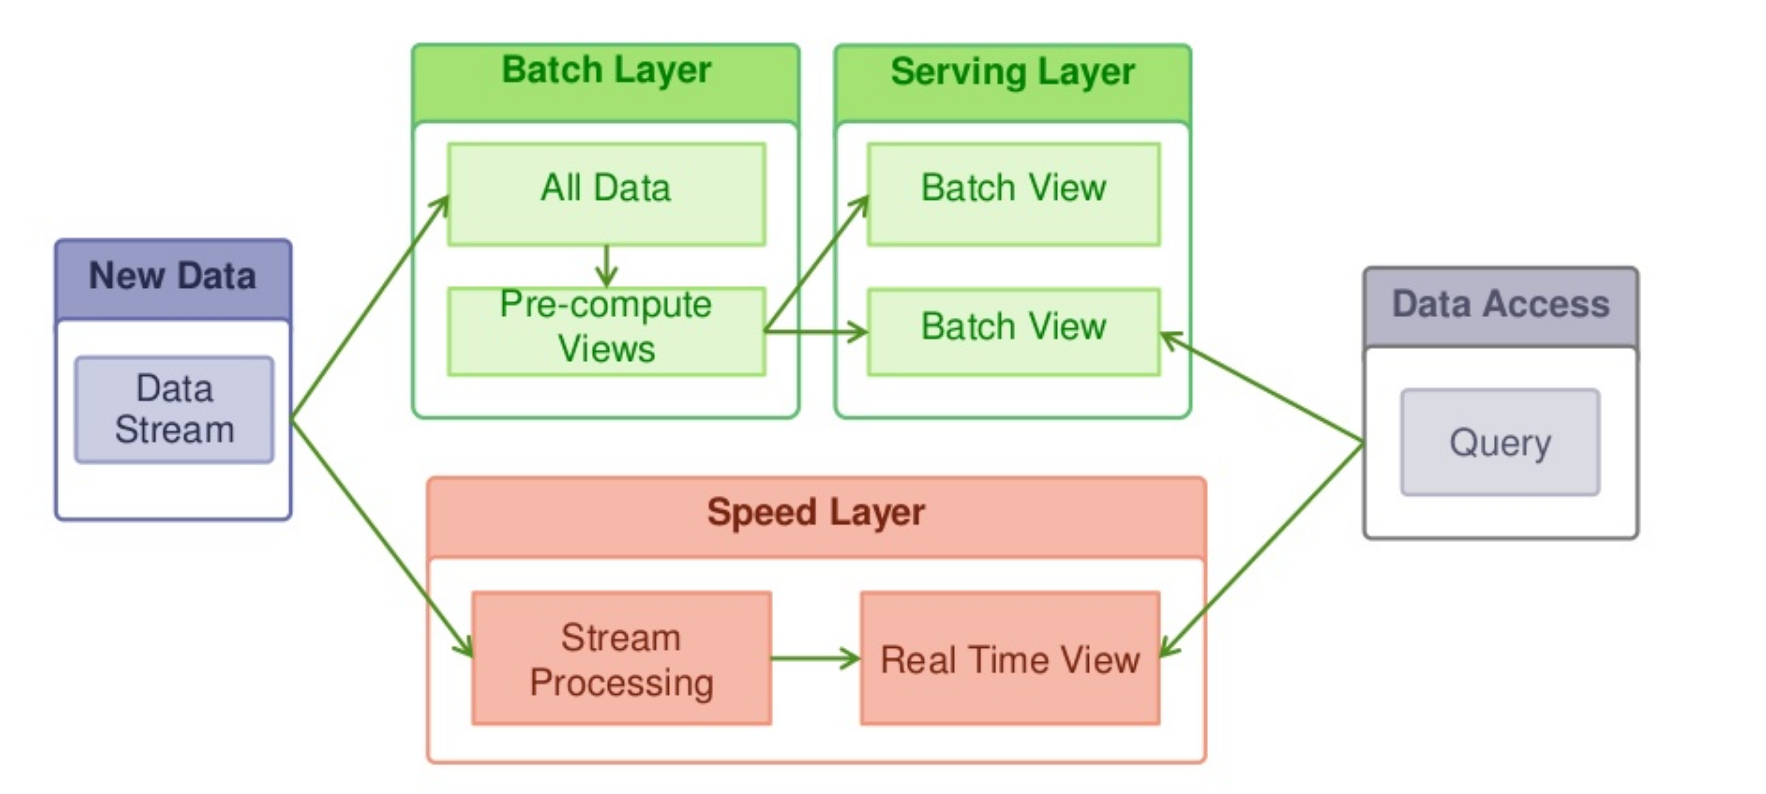 New Data
Data
Stream
Batch Layer
All Data
Pre-compute
Views
Serving Layer
Batch View
Batch View
Speed Layer
Stream
Processing
Real Time View
Data Access
Query